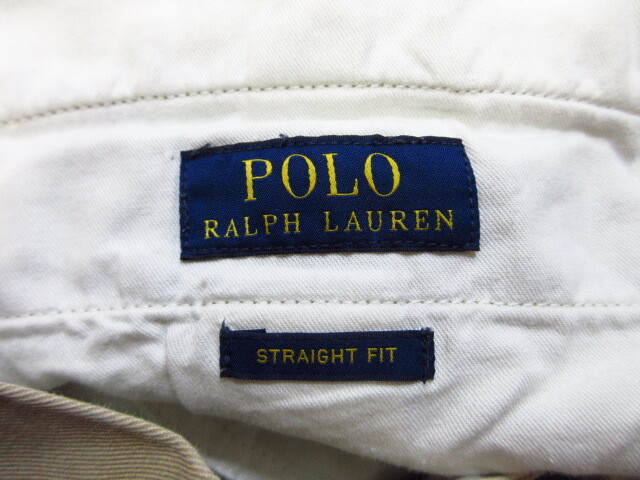 POLO
RALPH LAUREN
STRAIGHT FIT